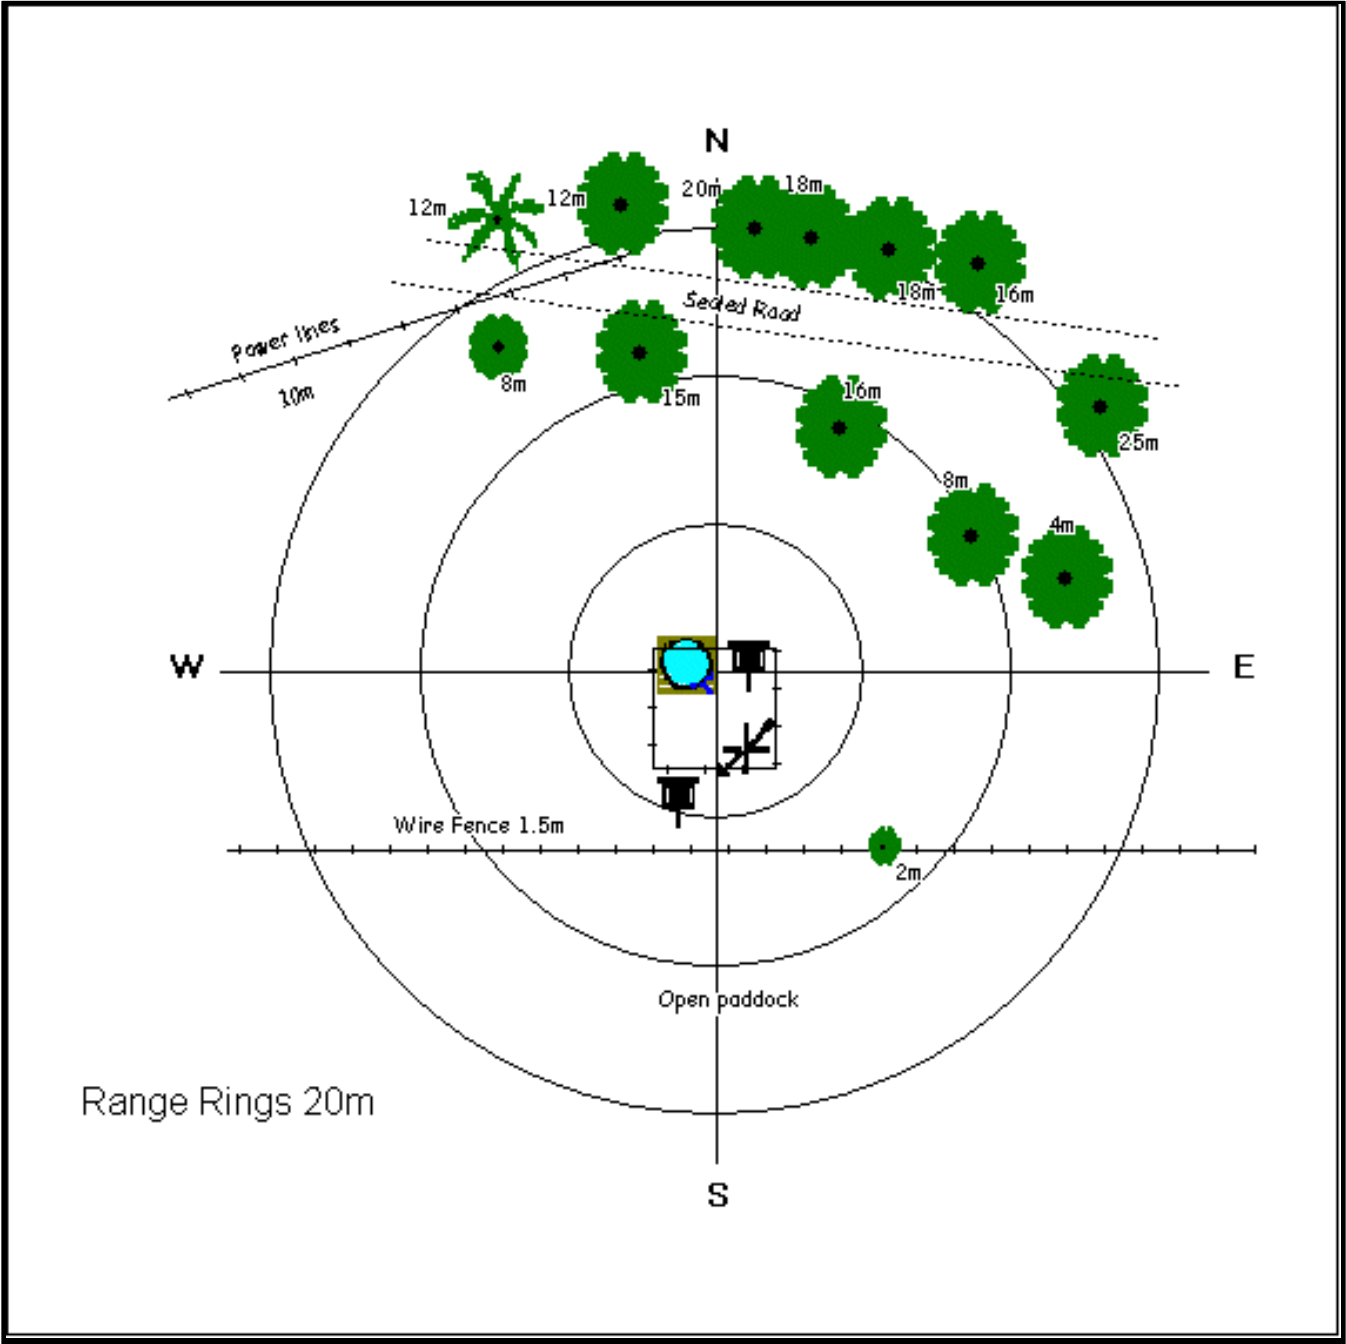 N
12m
12m
20m
18m
18m
16m
Sealed Road
Power lines
10m
8m
15m
16m
25m
8m
4m
W
E
Wire Fence 1.5m
2m
Open paddock
Range Rings 20m
S